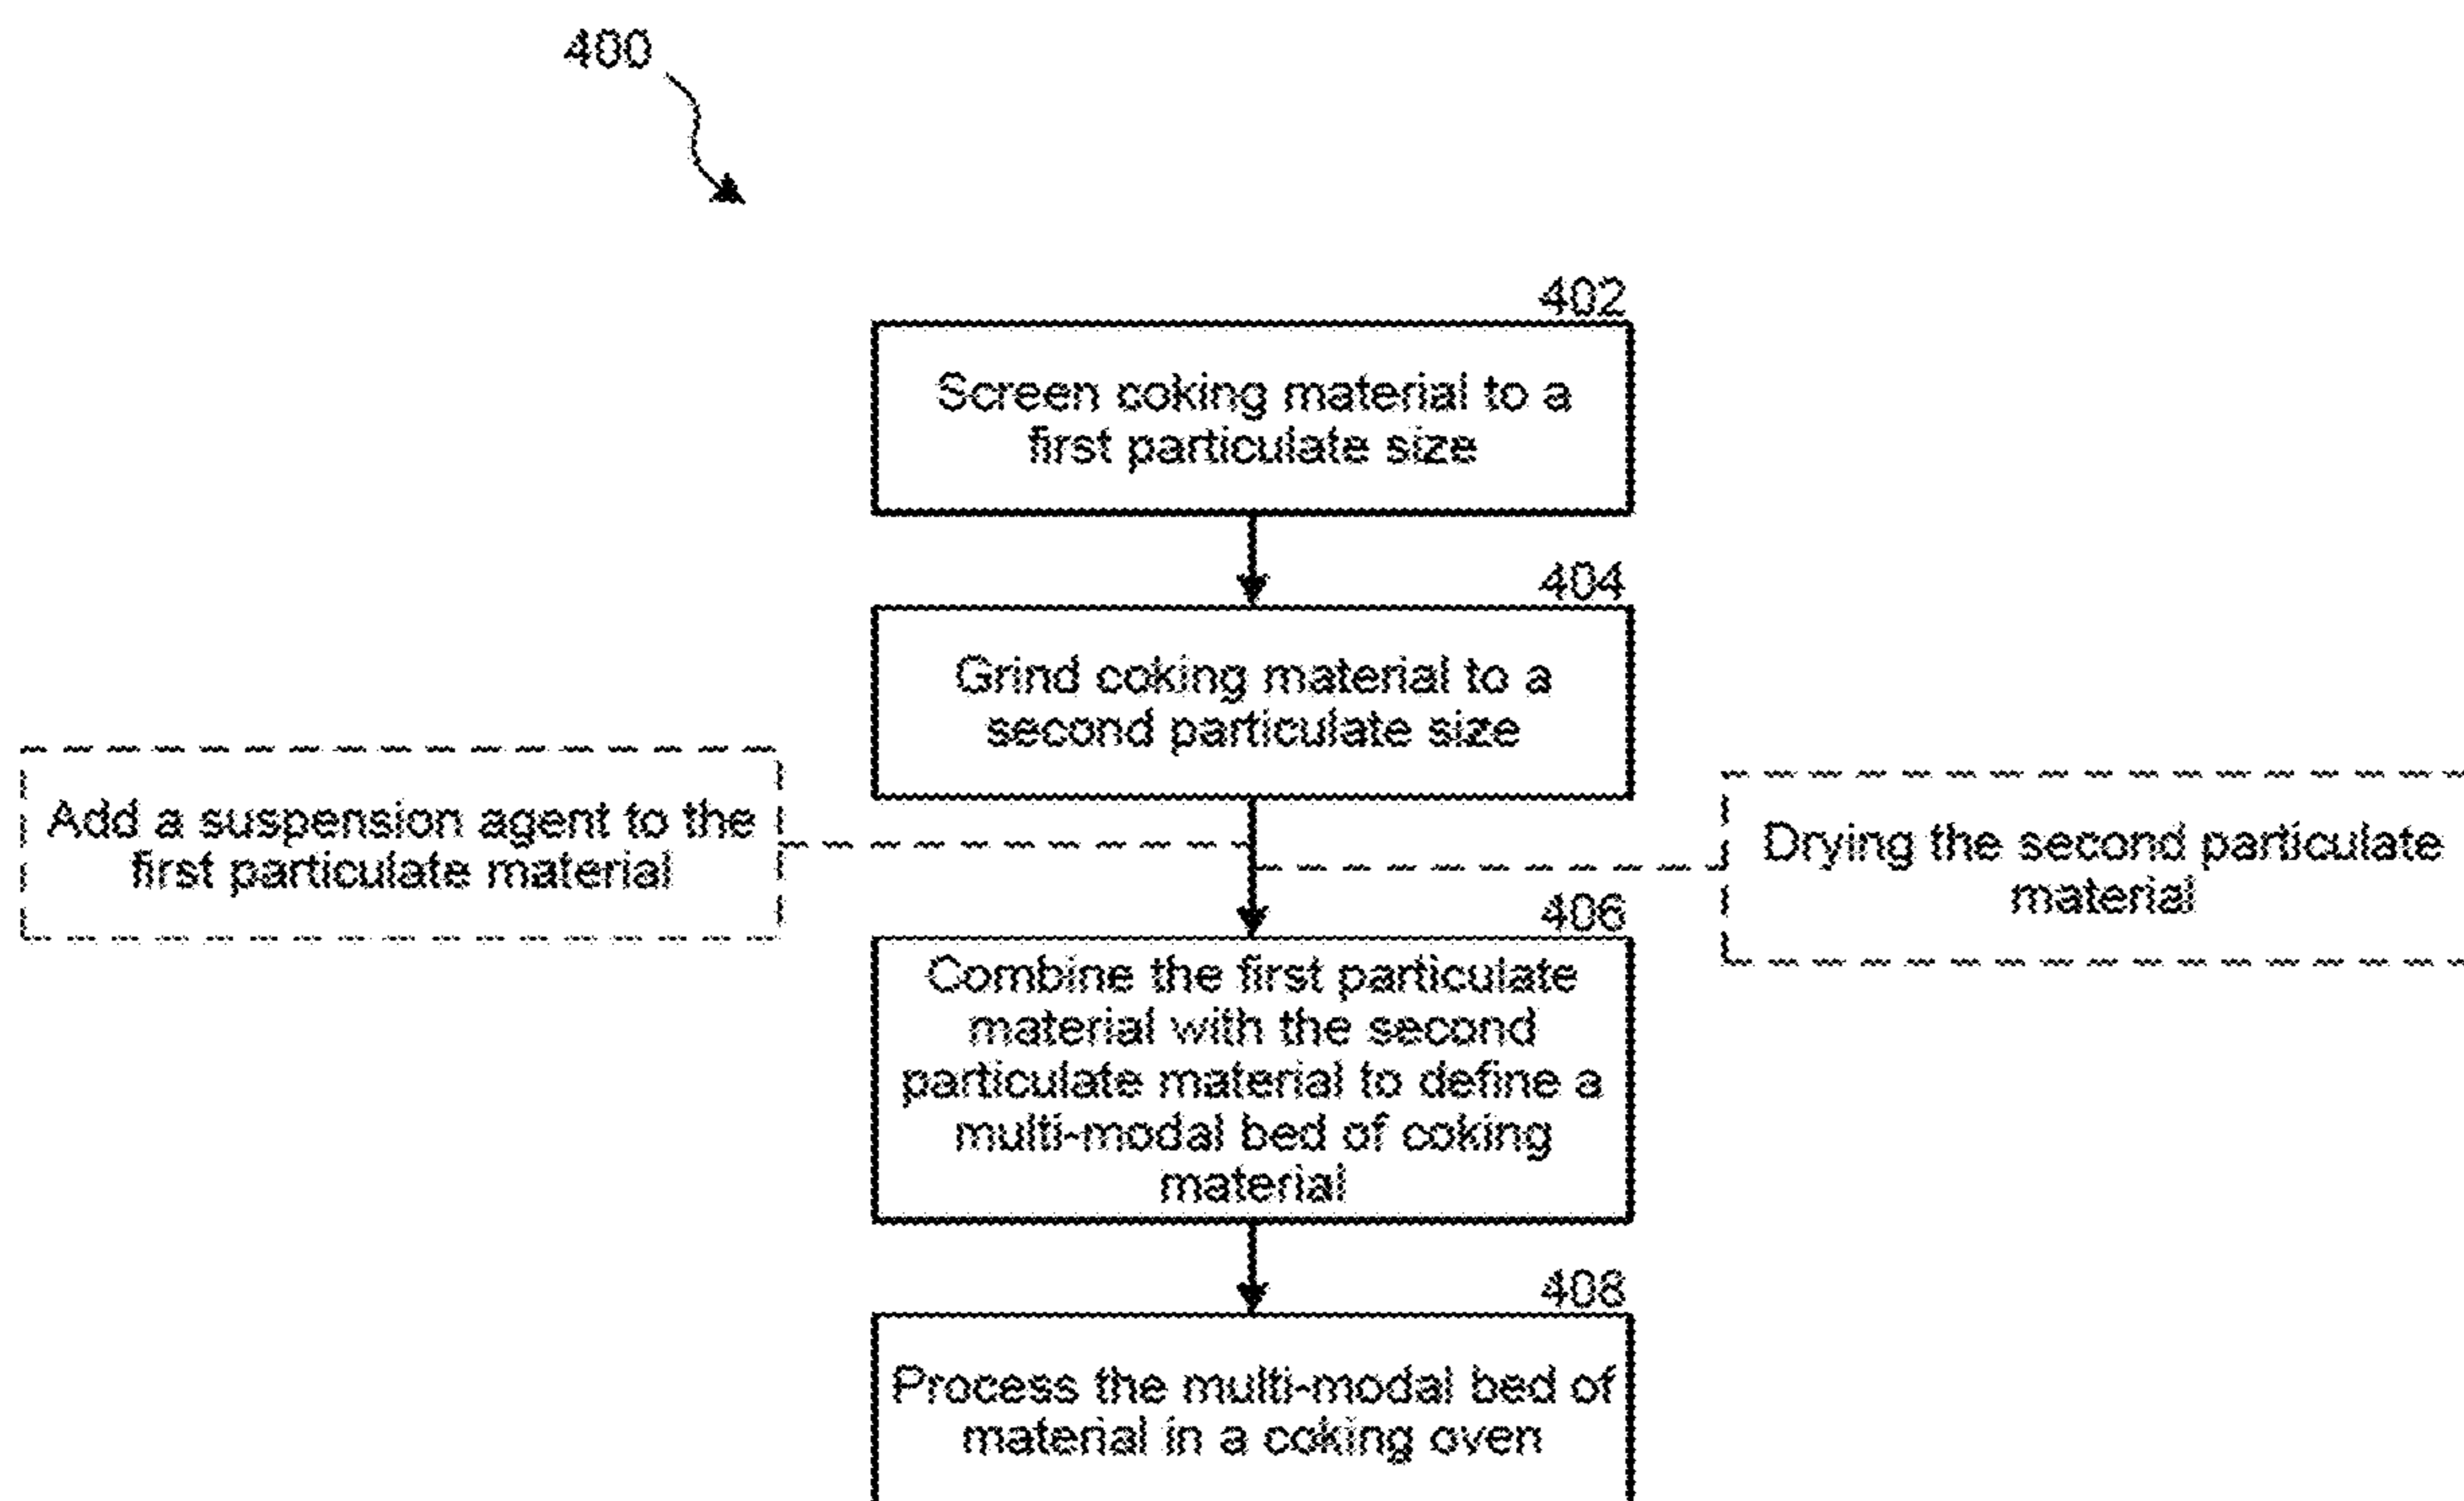 400
402
Screen coking material to a
first particulate size
404
Grind coking material to a
second particulate size
Add a suspension agent to the
first particulate material
Drying the second particulate
material
406
Combine the first particulate
material with the second
particulate material to define a
multi-modal bed of coking
material
408
Process the multi-modal bed of
material in a coking oven